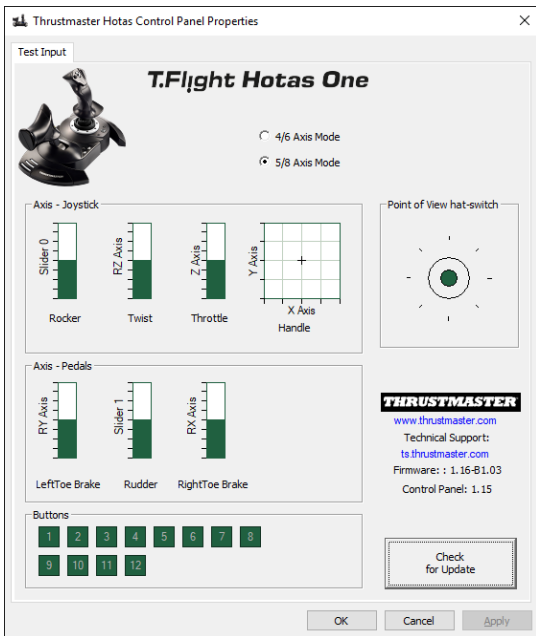 Thrustmaster Hotas Control Panel Properties
Test Input
T.Flight Hotas One
4/6 Axis Mode
5/8 Axis Mode
Axis - Joystick
Slider 0
RZ Axis
Z Axis
Y Axis
X Axis
Rocker
Twist
Throttle
Handle
Point of View hat-switch
Axis - Pedals
RY Axis
Slider 1
RX Axis
LeftToe Brake
Rudder
RightToe Brake
THRUSTMASTER
www.thrustmaster.com
Technical Support:
ts.thrustmaster.com
Firmware: : 1.16-B1.03
Control Panel: 1.15
Buttons
1 2 3 4 5 6 7 8
9 10 11 12
Check
for Update
OK Cancel Apply